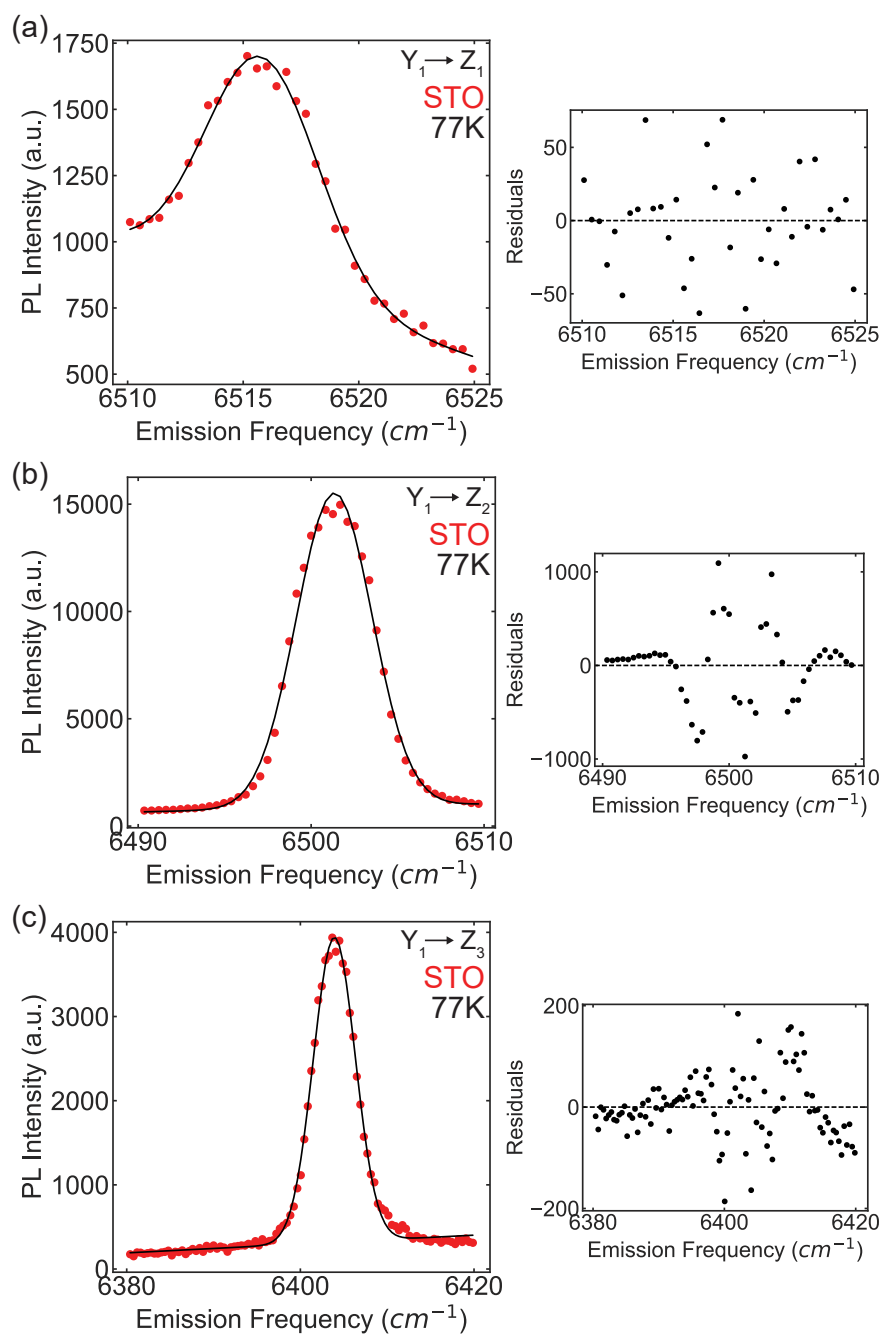 (a)
1750
1500
1250
1000
750
500
PL Intensity (a.u.)
Y₁→Z₁
STO
77K
6510 6515 6520 6525
Emission Frequency (cm⁻¹)
50
0
−50
Residuals
6510 6515 6520 6525
Emission Frequency (cm⁻¹)
(b)
15000
10000
5000
0
PL Intensity (a.u.)
Y₁→Z₂
STO
77K
6490 6500 6510
Emission Frequency (cm⁻¹)
1000
0
−1000
Residuals
6490 6500 6510
Emission Frequency (cm⁻¹)
(c)
4000
3000
2000
1000
0
PL Intensity (a.u.)
Y₁→Z₃
STO
77K
6380 6400 6420
Emission Frequency (cm⁻¹)
200
0
−200
Residuals
6380 6400 6420
Emission Frequency (cm⁻¹)